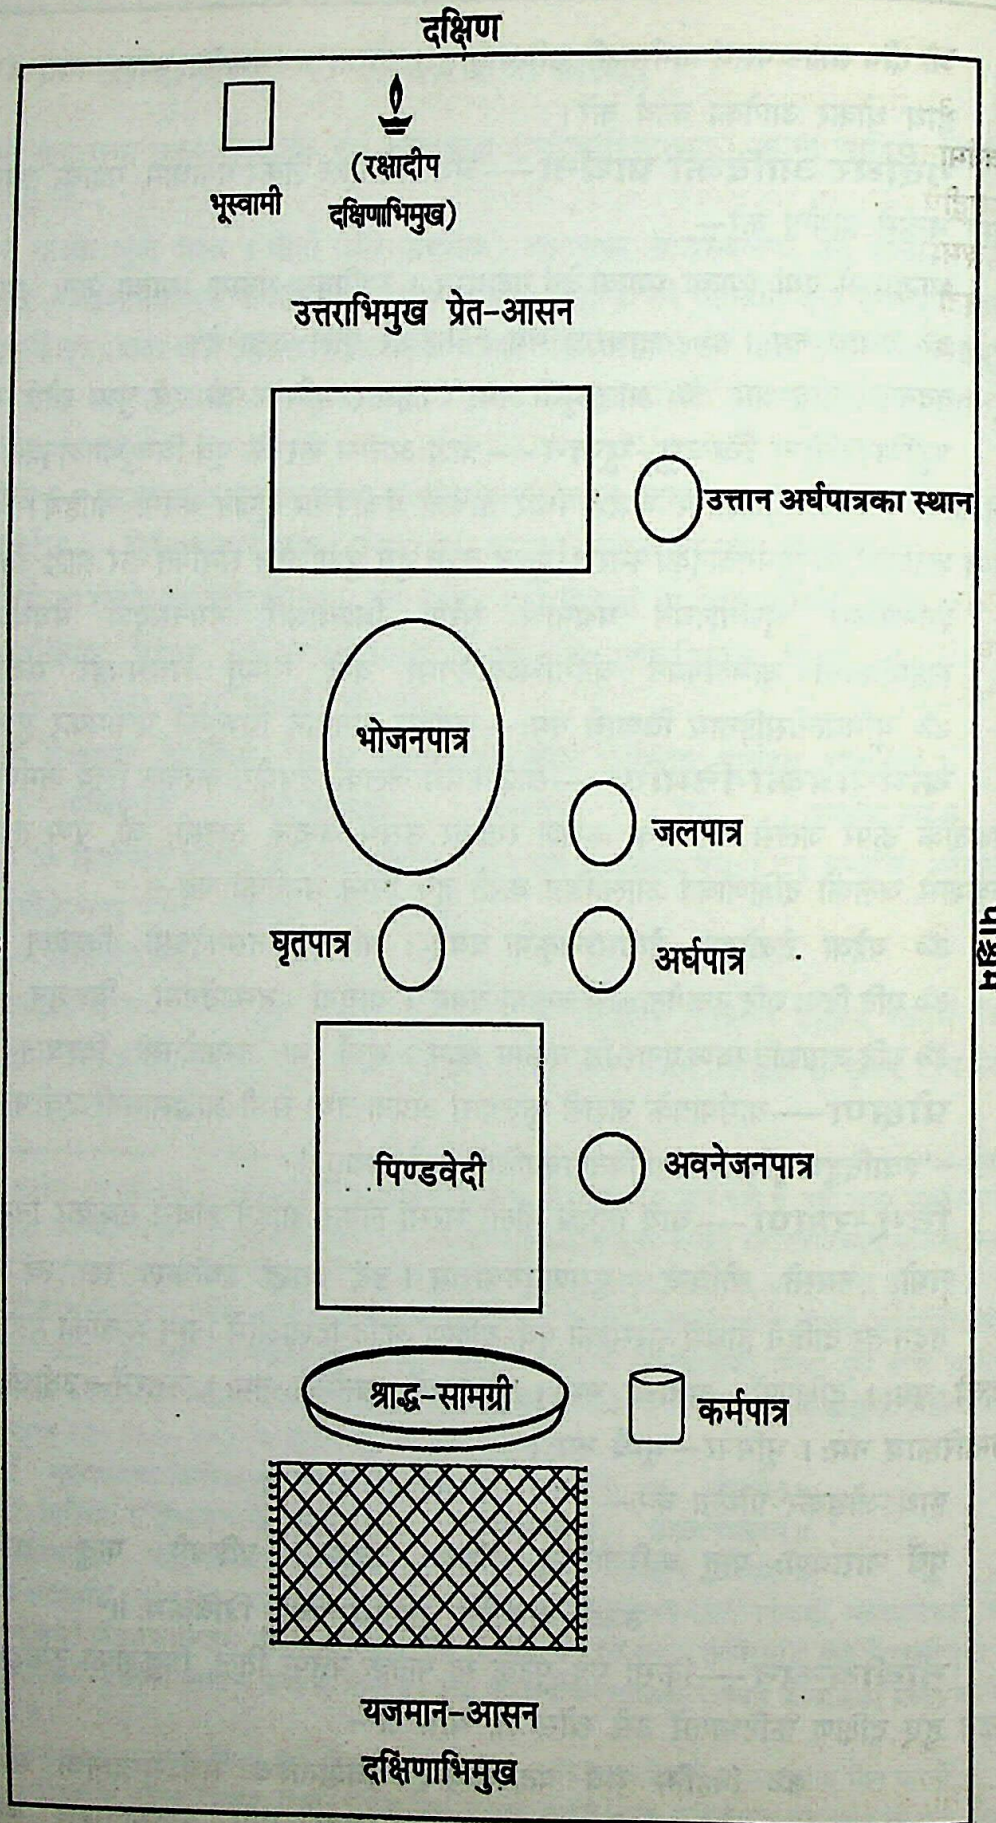 दक्षिण
(रक्षादीप
भूस्वामी
दक्षिणाभिमुख)
उत्तराभिमुख प्रेत-आसन
उत्तान अर्घपात्रका स्थान
भोजनपात्र
जलपात्र
घृतपात्र
अर्घपात्र
पश्चिम
पिण्डवेदी
अवनेजनपात्र
श्राद्ध-सामग्री
कर्मपात्र
यजमान-आसन
दक्षिणाभिमुख